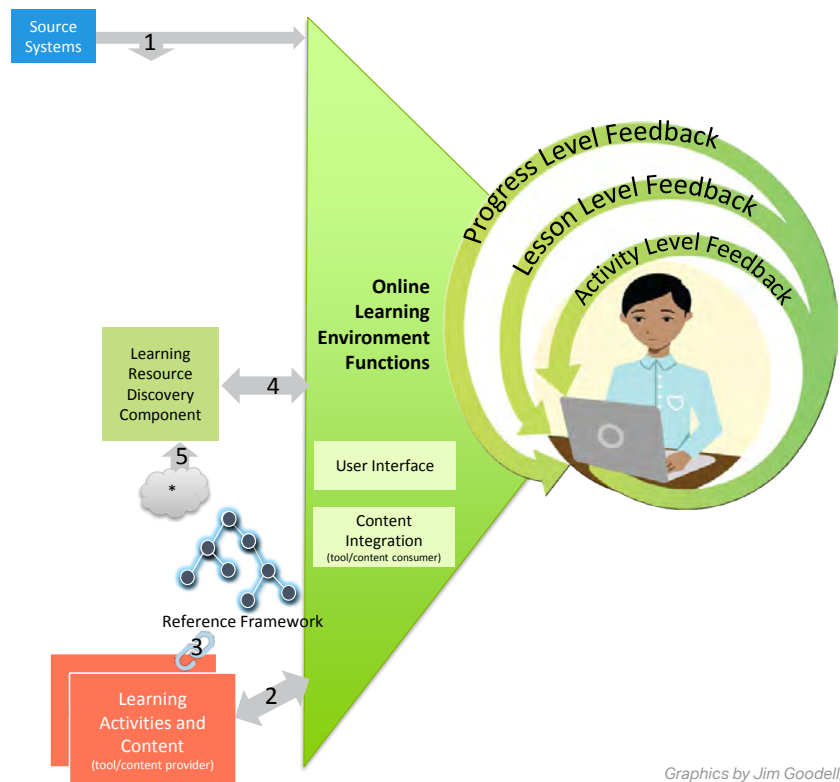 Source
Systems
1
Progress Level Feedback
Lesson Level Feedback
Activity Level Feedback
Online
Learning
Environment
Functions
Learning
Resource
Discovery
Component
4
5
*
User Interface
Content
Integration
(tool/content consumer)
Reference Framework
3
2
Learning
Activities and
Content
(tool/content provider)
Graphics by Jim Goodell